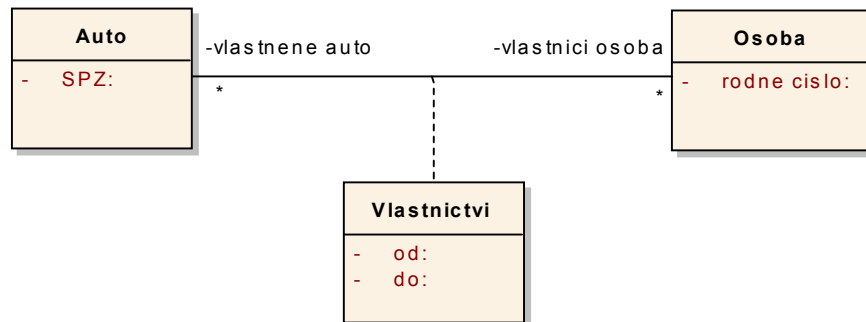 Auto
- SPZ:
-vlastnene auto
*
-vlastnici osoba
*
Osoba
- rodne cislo:
Vlastnictvi
- od:
- do: